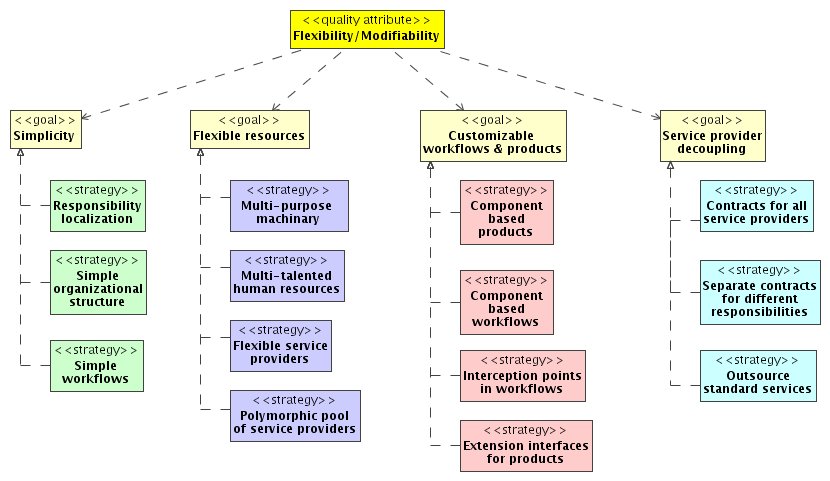 <<quality attribute>>
Flexibility/Modifiability
<<goal>>
Simplicity
<<strategy>>
Responsibility
localization
<<strategy>>
Simple
organizational
structure
<<strategy>>
Simple
workflows
<<goal>>
Flexible resources
<<strategy>>
Multi-purpose
machinary
<<strategy>>
Multi-talented
human resources
<<strategy>>
Flexible service
providers
<<strategy>>
Polymorphic pool
of service providers
<<goal>>
Customizable
workflows & products
<<strategy>>
Component
based
products
<<strategy>>
Component
based
workflows
<<strategy>>
Interception points
in workflows
<<strategy>>
Extension interfaces
for products
<<goal>>
Service provider
decoupling
<<strategy>>
Contracts for all
service providers
<<strategy>>
Separate contracts
for different
responsibilities
<<strategy>>
Outsource
standard services